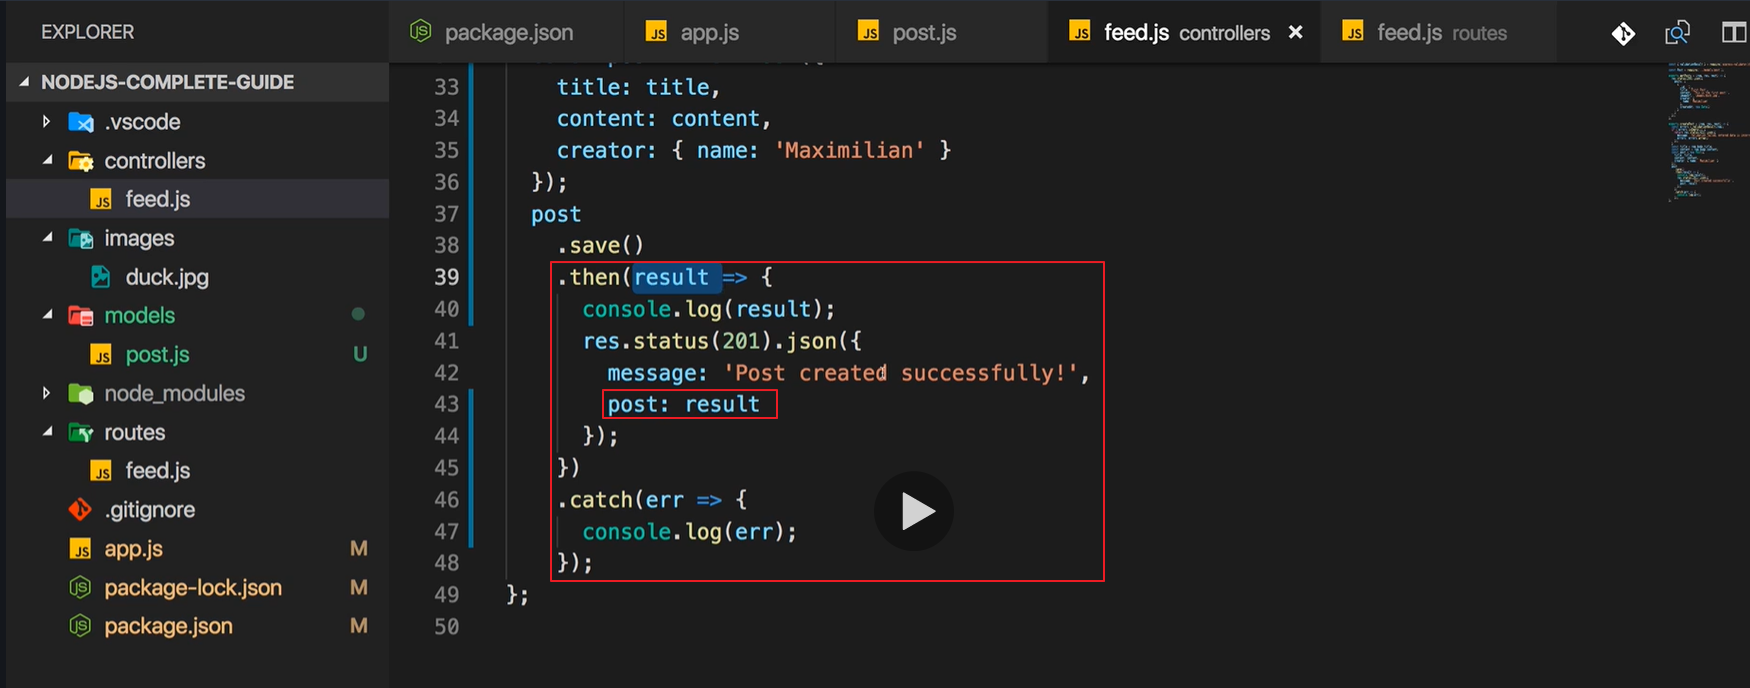 EXPLORER
NODEJS-COMPLETE-GUIDE
.vscode
controllers
feed.js
images
duck.jpg
models
post.js U
node_modules
routes
feed.js
.gitignore
app.js M
package-lock.json M
package.json M
package.json app.js post.js feed.js controllers × feed.js routes
33 title: title,
34 content: content,
35 creator: { name: 'Maximilian' }
36 });
37 post
38 .save()
39 .then(result => {
40 console.log(result);
41 res.status(201).json({
42 message: 'Post created successfully!',
43 post: result
44 });
45 })
46 .catch(err => {
47 console.log(err);
48 });
49 };
50